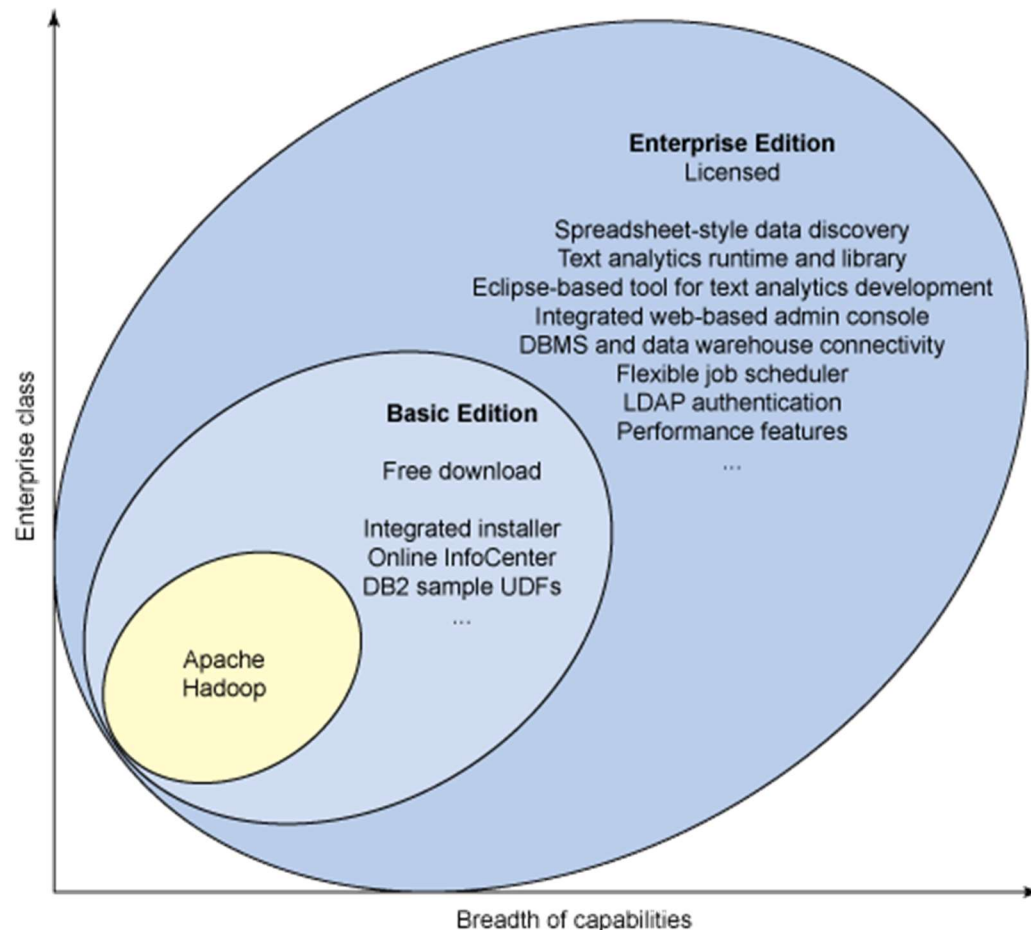 Enterprise Edition
Licensed
Spreadsheet-style data discovery
Text analytics runtime and library
Eclipse-based tool for text analytics development
Integrated web-based admin console
DBMS and data warehouse connectivity
Flexible job scheduler
LDAP authentication
Performance features
...
Basic Edition
Free download
Integrated installer
Online InfoCenter
DB2 sample UDFs
...
Apache
Hadoop
Enterprise class
Breadth of capabilities